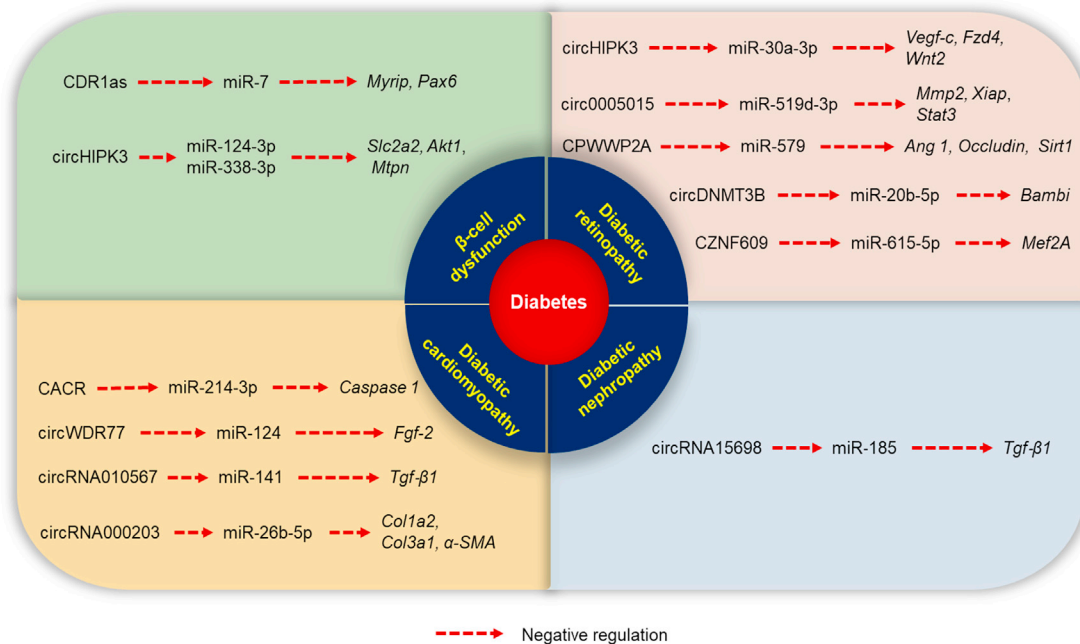 CDR1as miR-7 Myrip, Pax6
circHIPK3 miR-124-3p Slc2a2, Akt1,
miR-338-3p Mtpn
circHIPK3 miR-30a-3p Vegf-c, Fzd4,
Wnt2
circ0005015 miR-519d-3p Mmp2, Xiap,
Stat3
CPWWP2A miR-579 Ang 1, Occludin, Sirt1
circDNMT3B miR-20b-5p Bambi
CZNF609 miR-615-5p Mef2A
β-cell
dysfunction
Diabetic
retinopathy
Diabetes
Diabetic
cardiomyopathy
Diabetic
nephropathy
CACR miR-214-3p Caspase 1
circWDR77 miR-124 Fgf-2
circRNA010567 miR-141 Tgf-β1
circRNA000203 miR-26b-5p Col1a2,
Col3a1, α-SMA
circRNA15698 miR-185 Tgf-β1
Negative regulation